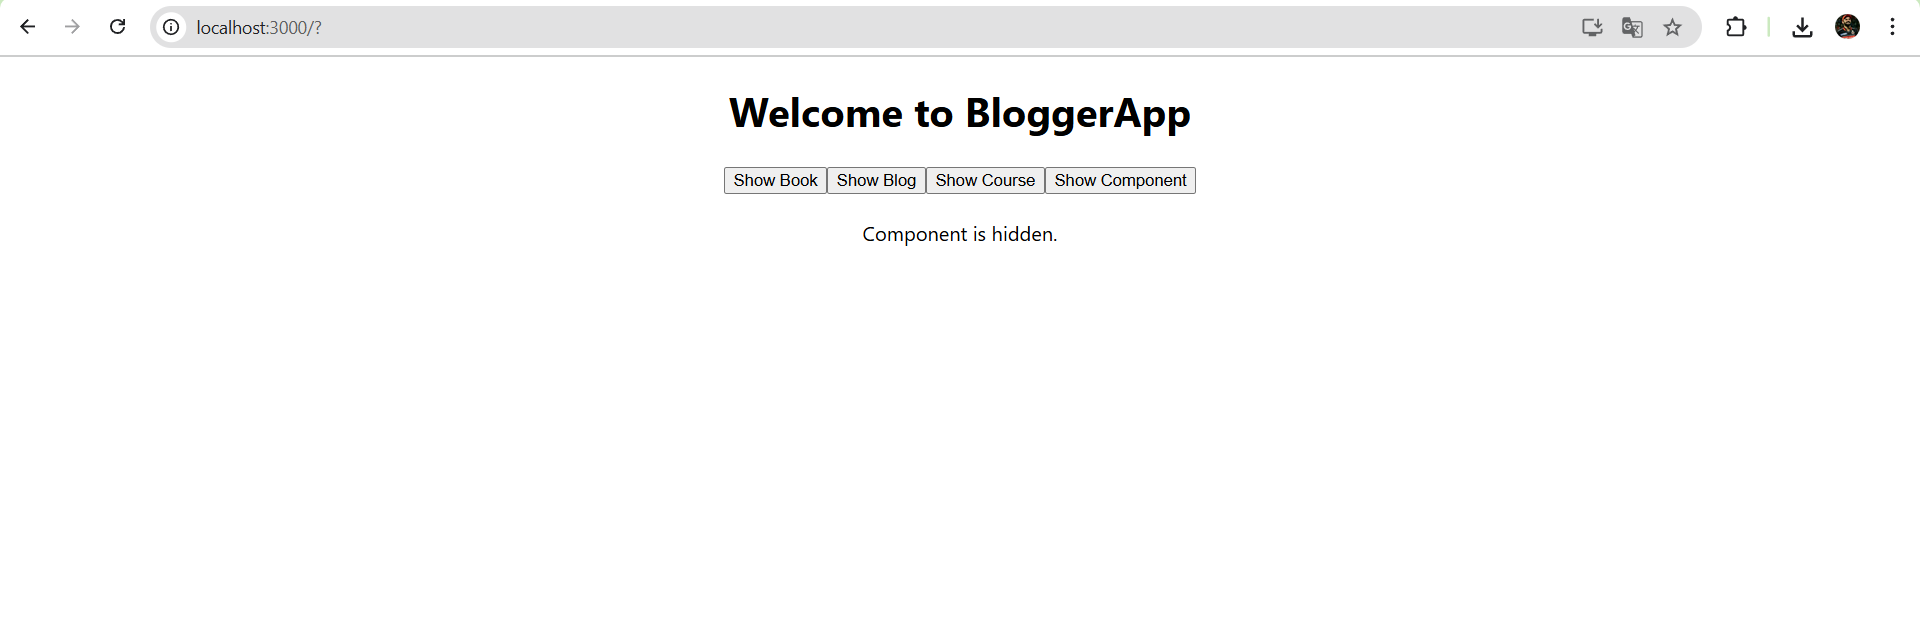 localhost:3000/?
Welcome to BloggerApp
Show Book Show Blog Show Course Show Component
Component is hidden.